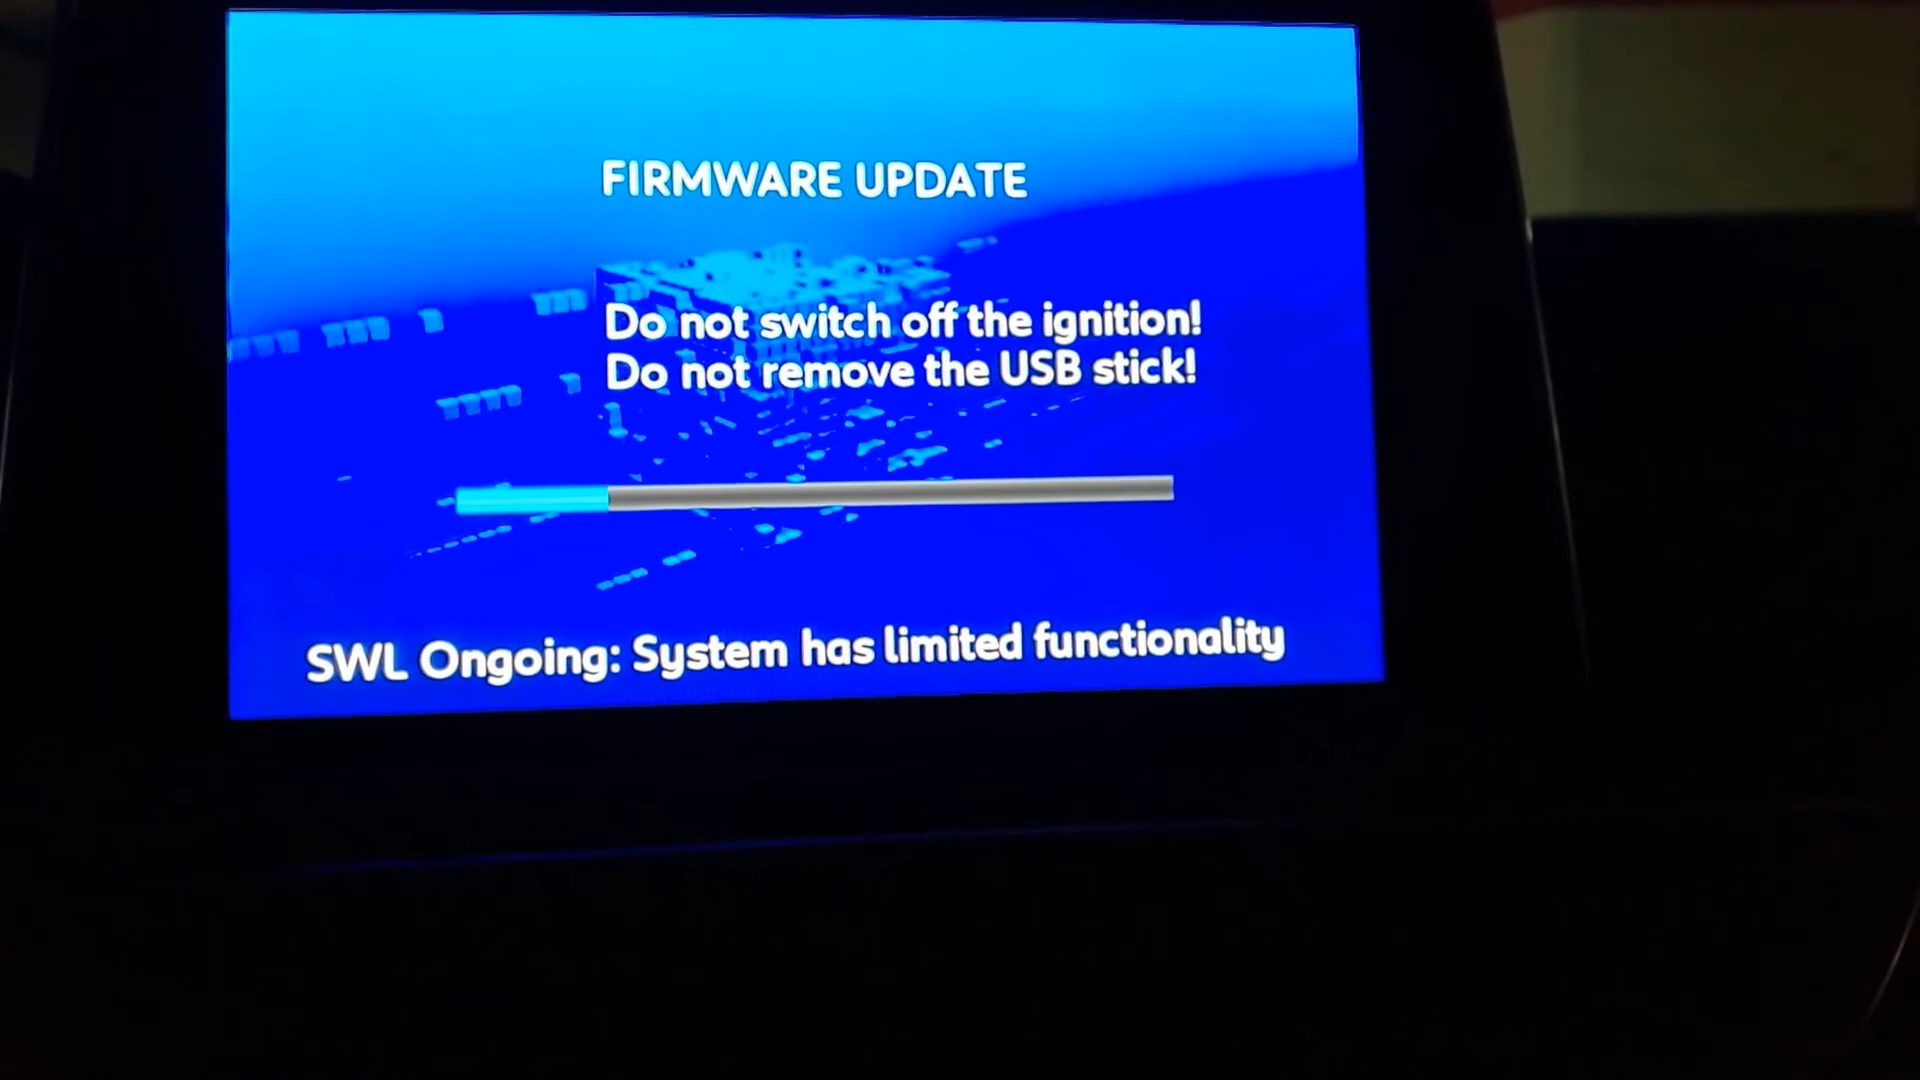 FIRMWARE UPDATE
Do not switch off the ignition!
Do not remove the USB stick!
SWL Ongoing: System has limited functionality